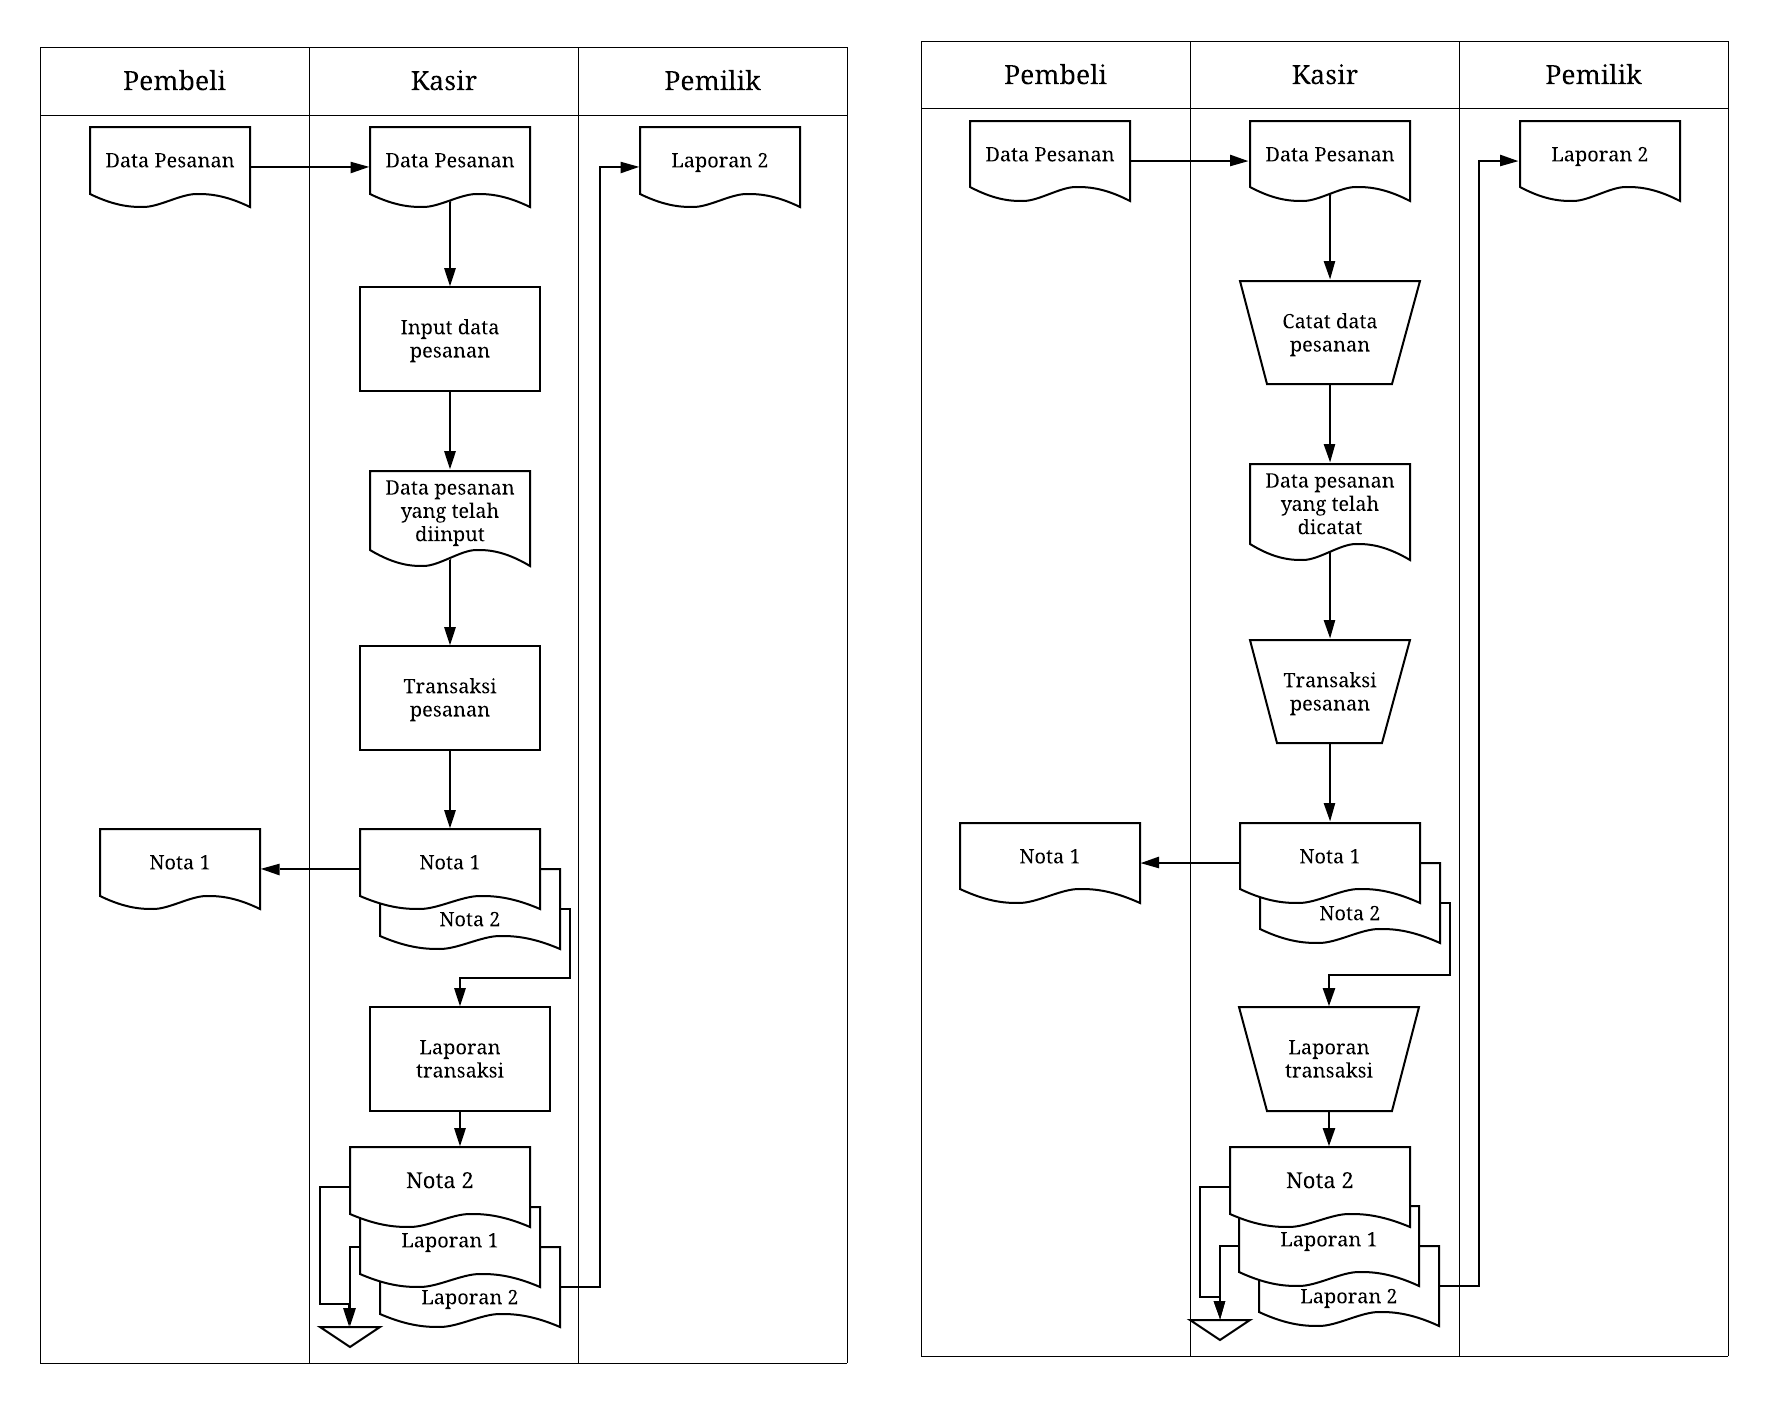 Pembeli
Kasir
Pemilik
Data Pesanan
Data Pesanan
Laporan 2
Input data
pesanan
Data pesanan
yang telah
diinput
Transaksi
pesanan
Nota 1
Nota 1
Nota 2
Laporan
transaksi
Nota 2
Laporan 1
Laporan 2
Pembeli
Kasir
Pemilik
Data Pesanan
Data Pesanan
Laporan 2
Catat data
pesanan
Data pesanan
yang telah
dicatat
Transaksi
pesanan
Nota 1
Nota 1
Nota 2
Laporan
transaksi
Nota 2
Laporan 1
Laporan 2